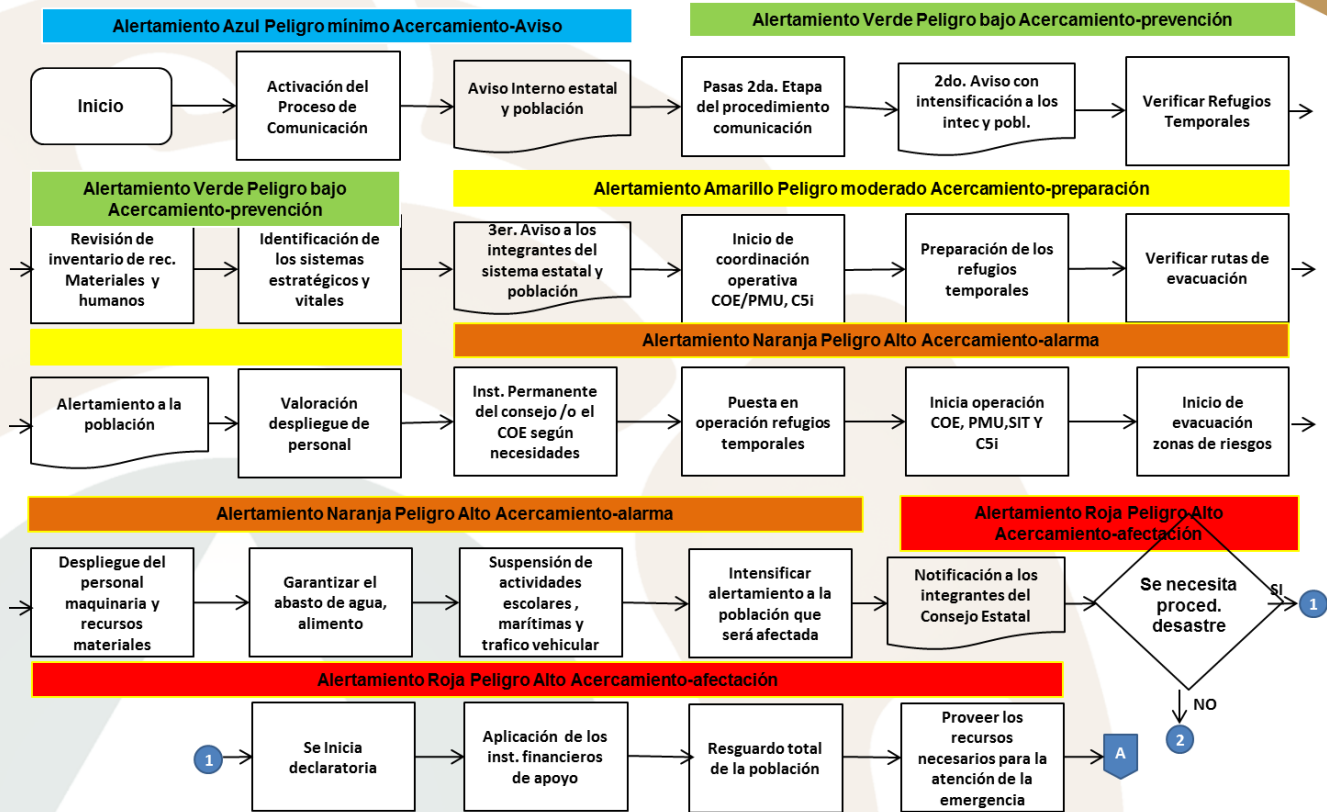 Alertamiento Azul Peligro mínimo Acercamiento-Aviso
Alertamiento Verde Peligro bajo Acercamiento-prevención
Inicio
Activación del
Proceso de
Comunicación
Aviso Interno estatal
y población
Pasas 2da. Etapa
del procedimiento
comunicación
2do. Aviso con
intensificación a los
intec y pobl.
Verificar Refugios
Temporales
Alertamiento Verde Peligro bajo
Acercamiento-prevención
Alertamiento Amarillo Peligro moderado Acercamiento-preparación
Revisión de
inventario de rec.
Materiales y
humanos
Identificación de
los sistemas
estratégicos y
vitales
3er. Aviso a los
integrantes del
sistema estatal y
población
Inicio de
coordinación
operativa
COE/PMU, C5i
Preparación de los
refugios
temporales
Verificar rutas de
evacuación
Alertamiento Naranja Peligro Alto Acercamiento-alarma
Alertamiento a la
población
Valoración
despliegue de
personal
Inst. Permanente
del consejo /o el
COE según
necesidades
Puesta en
operación refugios
temporales
Inicia operación
COE, PMU,SIT Y
C5i
Inicio de
evacuación
zonas de riesgos
Alertamiento Naranja Peligro Alto Acercamiento-alarma
Alertamiento Roja Peligro Alto
Acercamiento-afectación
Despliegue del
personal
maquinaria y
recursos
materiales
Garantizar el
abasto de agua,
alimento
Suspensión de
actividades
escolares ,
marítimas y
trafico vehicular
Intensificar
alertamiento a la
población que
será afectada
Notificación a los
integrantes del
Consejo Estatal
Se necesita
proced.
desastre
SI
1
NO
2
Alertamiento Roja Peligro Alto Acercamiento-afectación
1
Se Inicia
declaratoria
Aplicación de los
inst. financieros
de apoyo
Resguardo total
de la población
Proveer los
recursos
necesarios para la
atención de la
emergencia
A